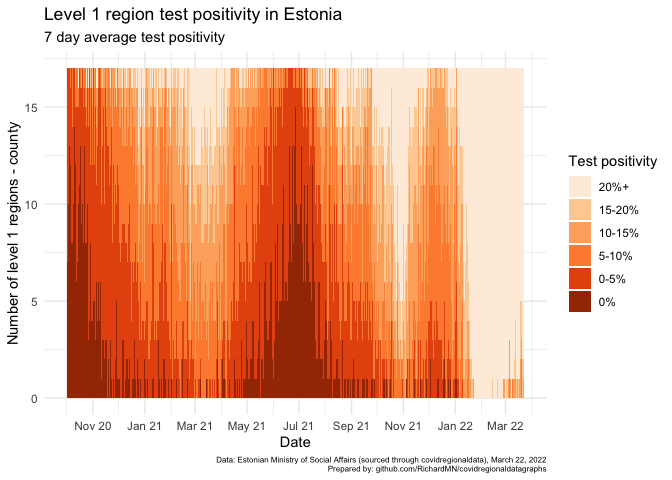 Level 1 region test positivity in Estonia
7 day average test positivity
Number of level 1 regions - county
15
10
5
0
Nov 20 Jan 21 Mar 21 May 21 Jul 21 Sep 21 Nov 21 Jan 22 Mar 22
Date
Test positivity
20%+
15-20%
10-15%
5-10%
0-5%
0%
Data: Estonian Ministry of Social Affairs (sourced through covidregionaldata), March 22, 2022
Prepared by: github.com/RichardMN/covidregionaldatagraphs